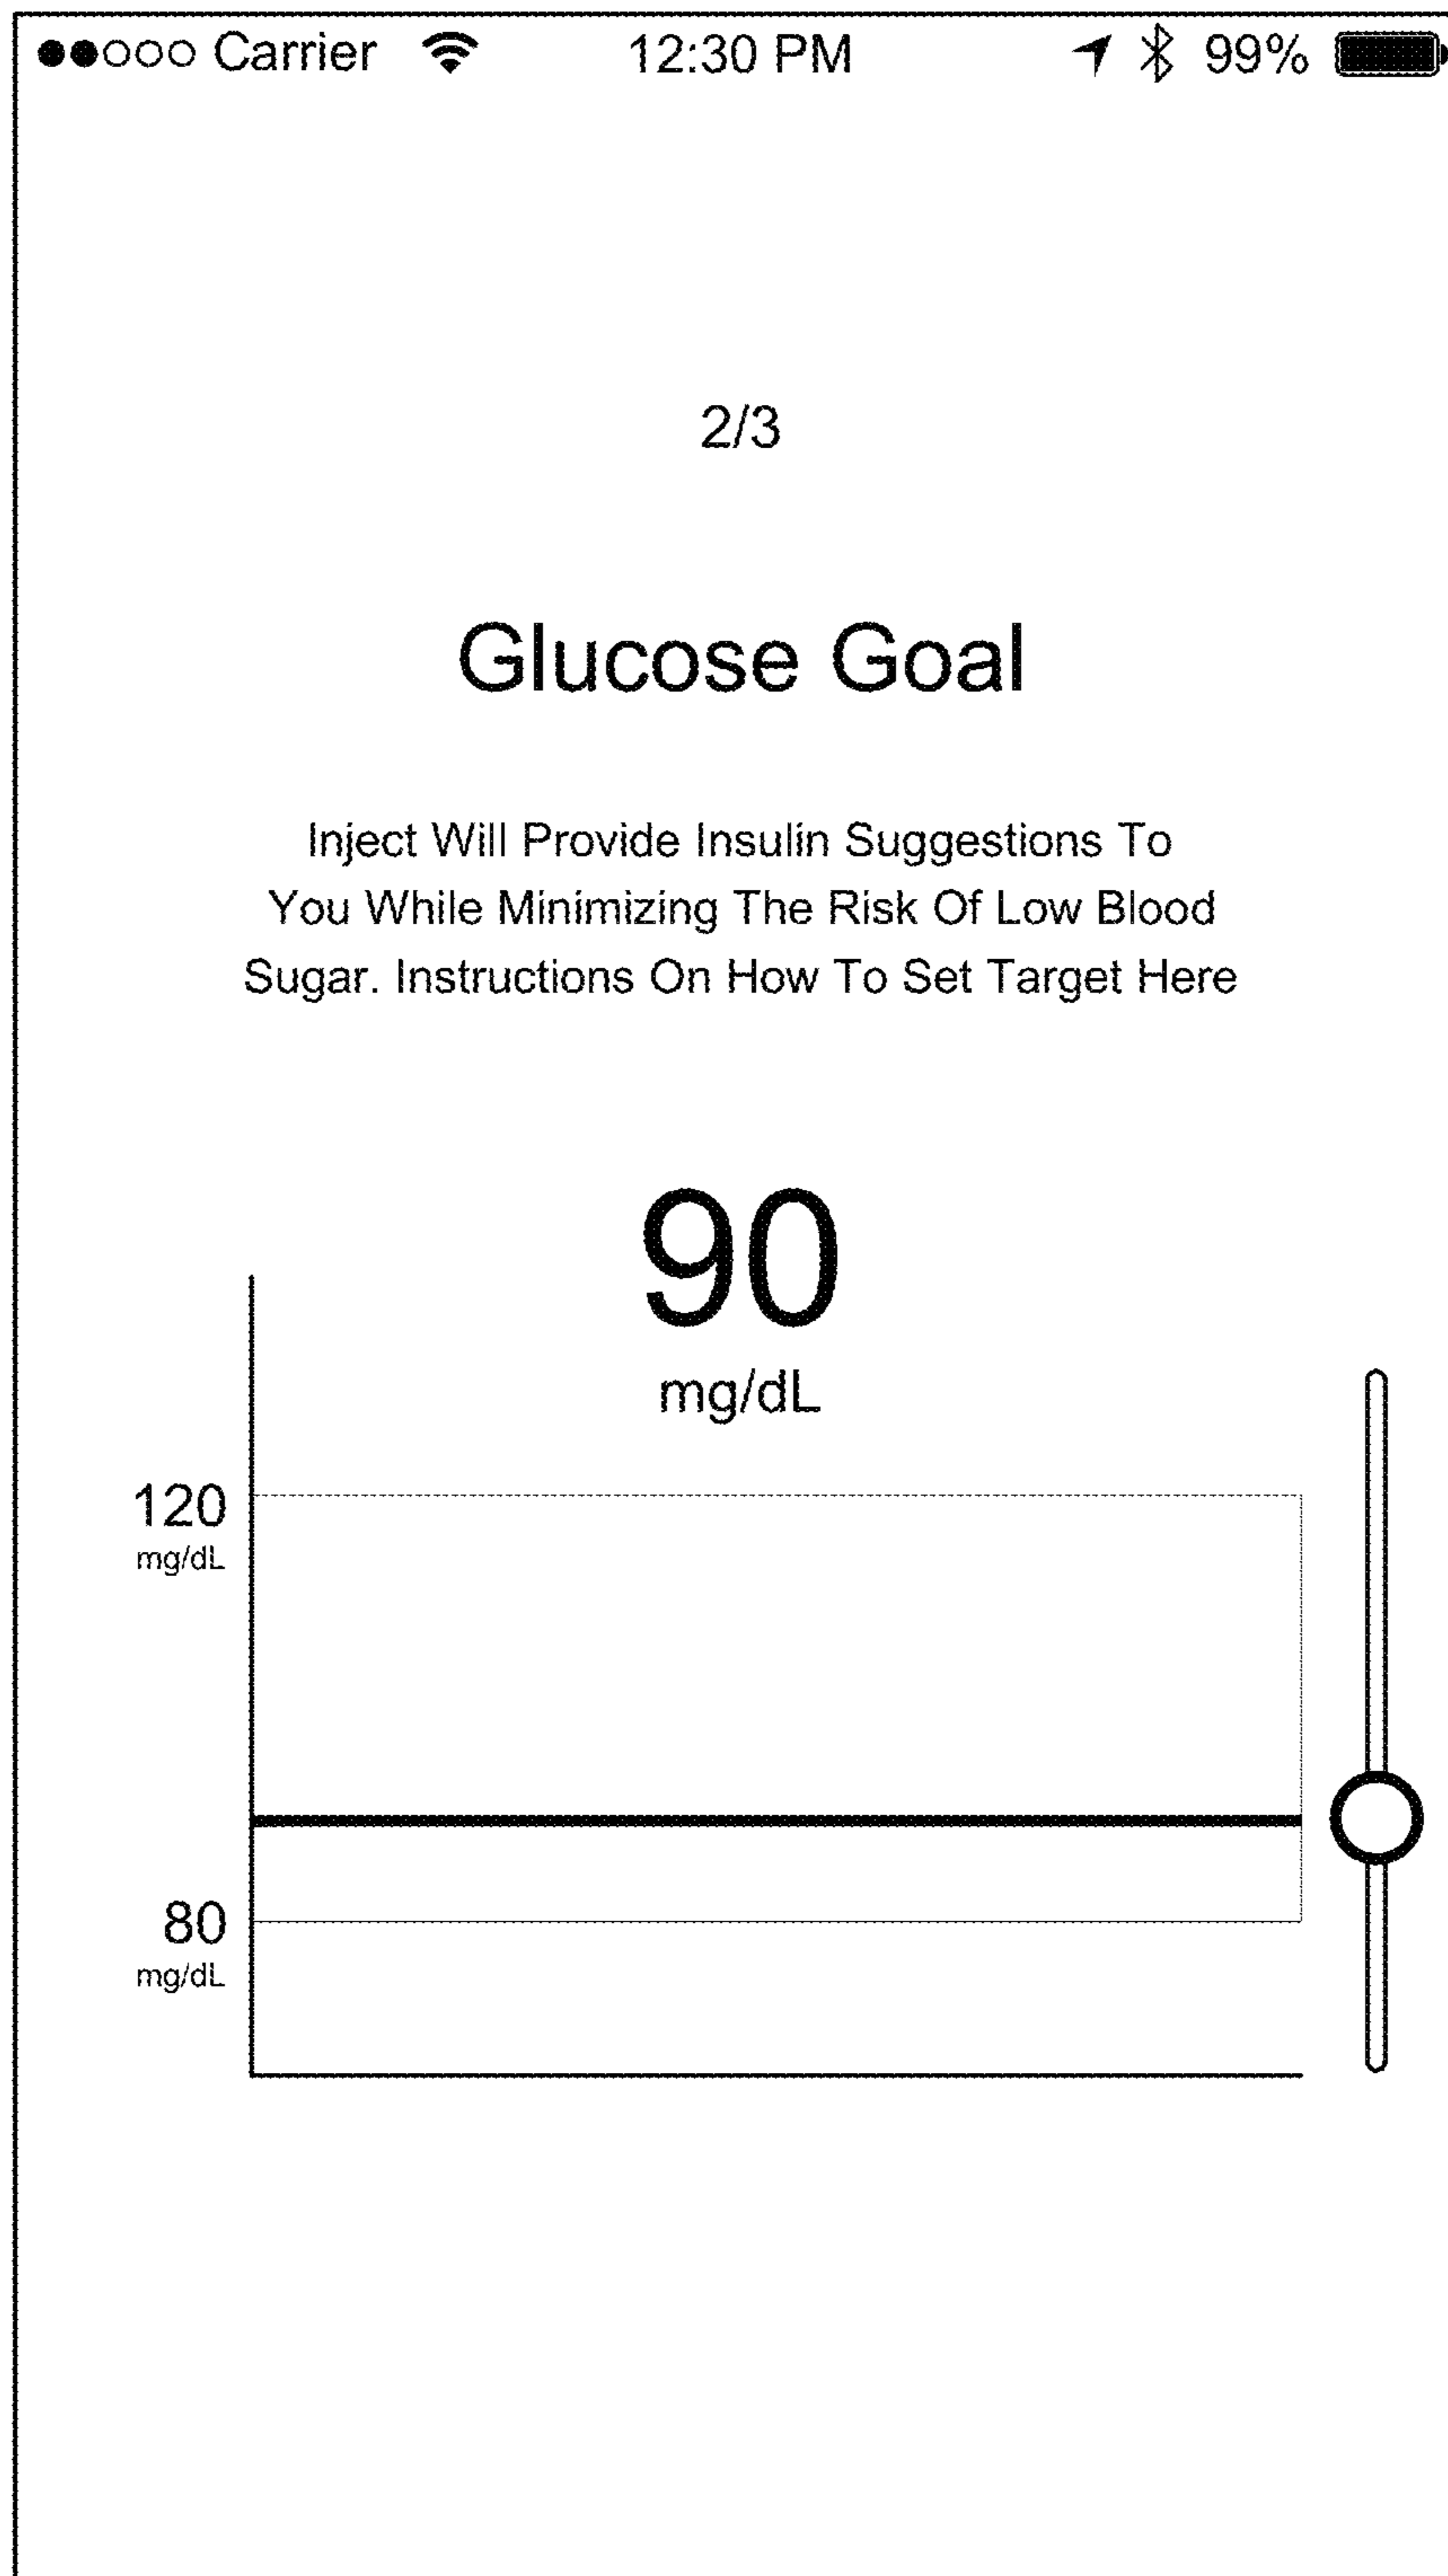 Carrier 12:30 PM 99%
2/3
Glucose Goal
Inject Will Provide Insulin Suggestions To
You While Minimizing The Risk Of Low Blood
Sugar. Instructions On How To Set Target Here
90
mg/dL
120
mg/dL
80
mg/dL